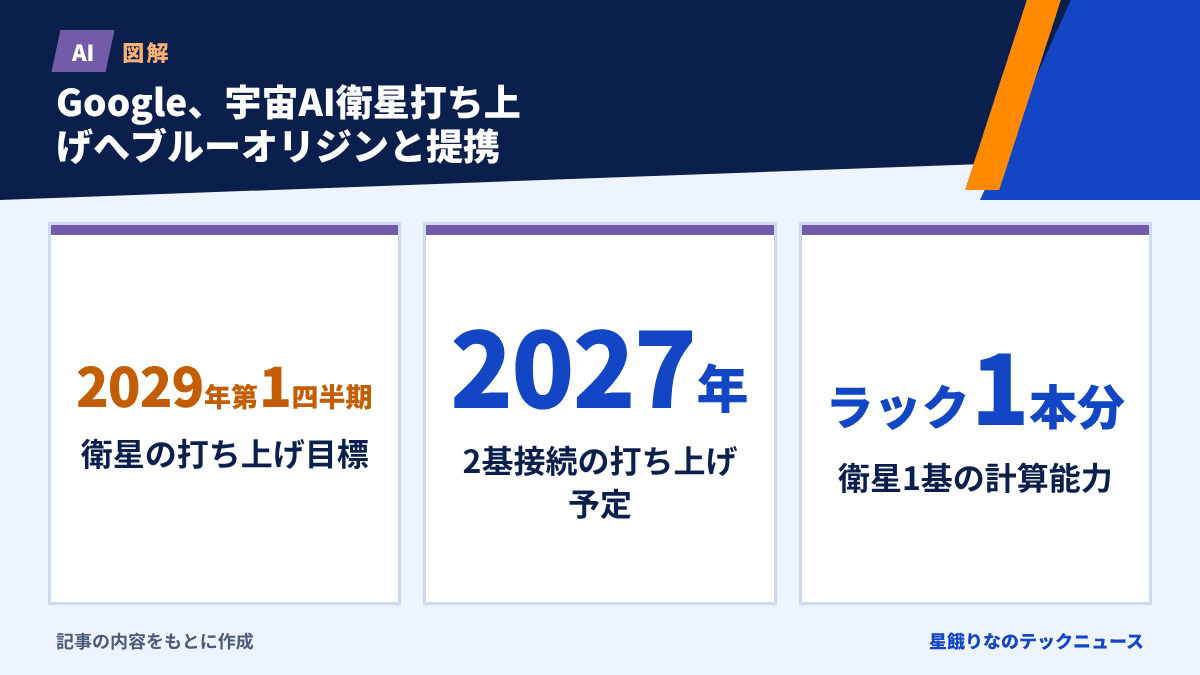 AI 図解
Google、宇宙AI衛星打ち上
げへブルーオリジンと提携
2029年第1四半期
衛星の打ち上げ目標
2027年
2基接続の打ち上げ
予定
ラック1本分
衛星1基の計算能力
記事の内容をもとに作成
星餓りなのテックニュース